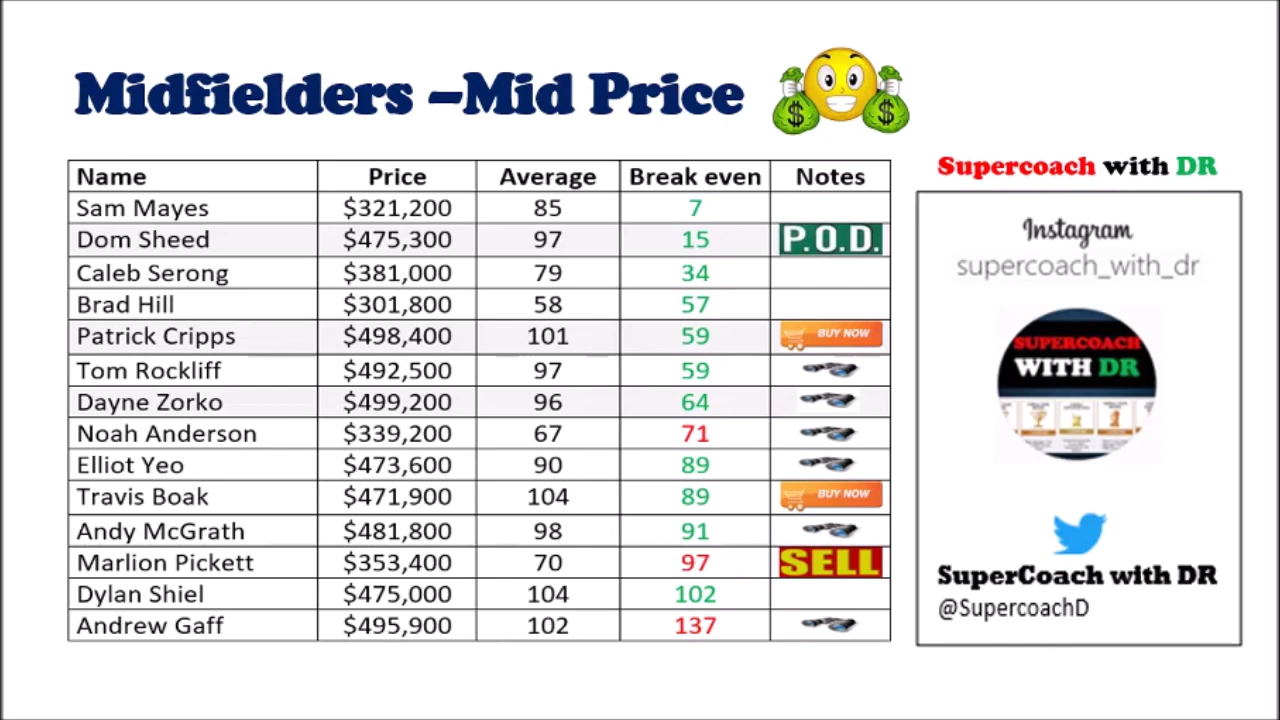 Midfielders –Mid Price
Name Price Average Break even Notes
Sam Mayes $321,200 85 7
Dom Sheed $475,300 97 15 P.O.D.
Caleb Serong $381,000 79 34
Brad Hill $301,800 58 57
Patrick Cripps $498,400 101 59 BUY NOW
Tom Rockliff $492,500 97 59
Dayne Zorko $499,200 96 64
Noah Anderson $339,200 67 71
Elliot Yeo $473,600 90 89
Travis Boak $471,900 104 89 BUY NOW
Andy McGrath $481,800 98 91
Marlion Pickett $353,400 70 97 SELL
Dylan Shiel $475,000 104 102
Andrew Gaff $495,900 102 137
Supercoach with DR
Instagram
supercoach_with_dr
SUPERCOACH
WITH DR
SuperCoach with DR
@SupercoachD